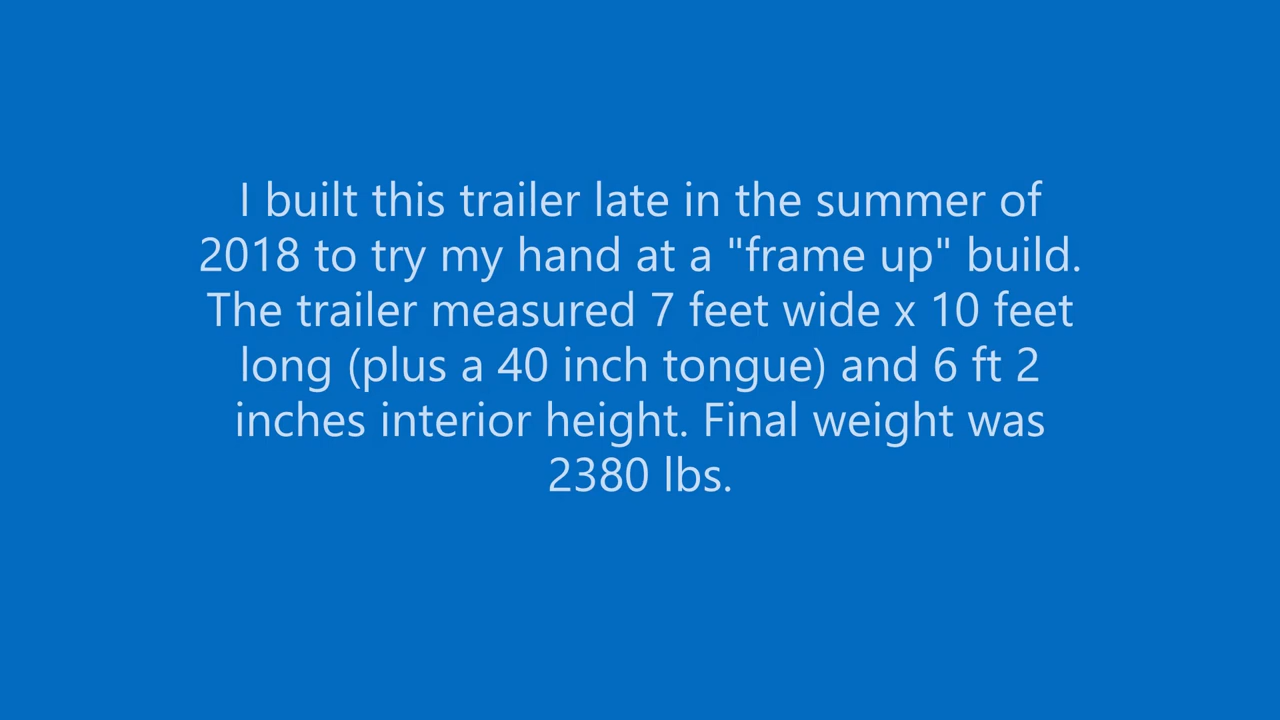 I built this trailer late in the summer of
2018 to try my hand at a "frame up" build.
The trailer measured 7 feet wide x 10 feet
long (plus a 40 inch tongue) and 6 ft 2
inches interior height. Final weight was
2380 lbs.